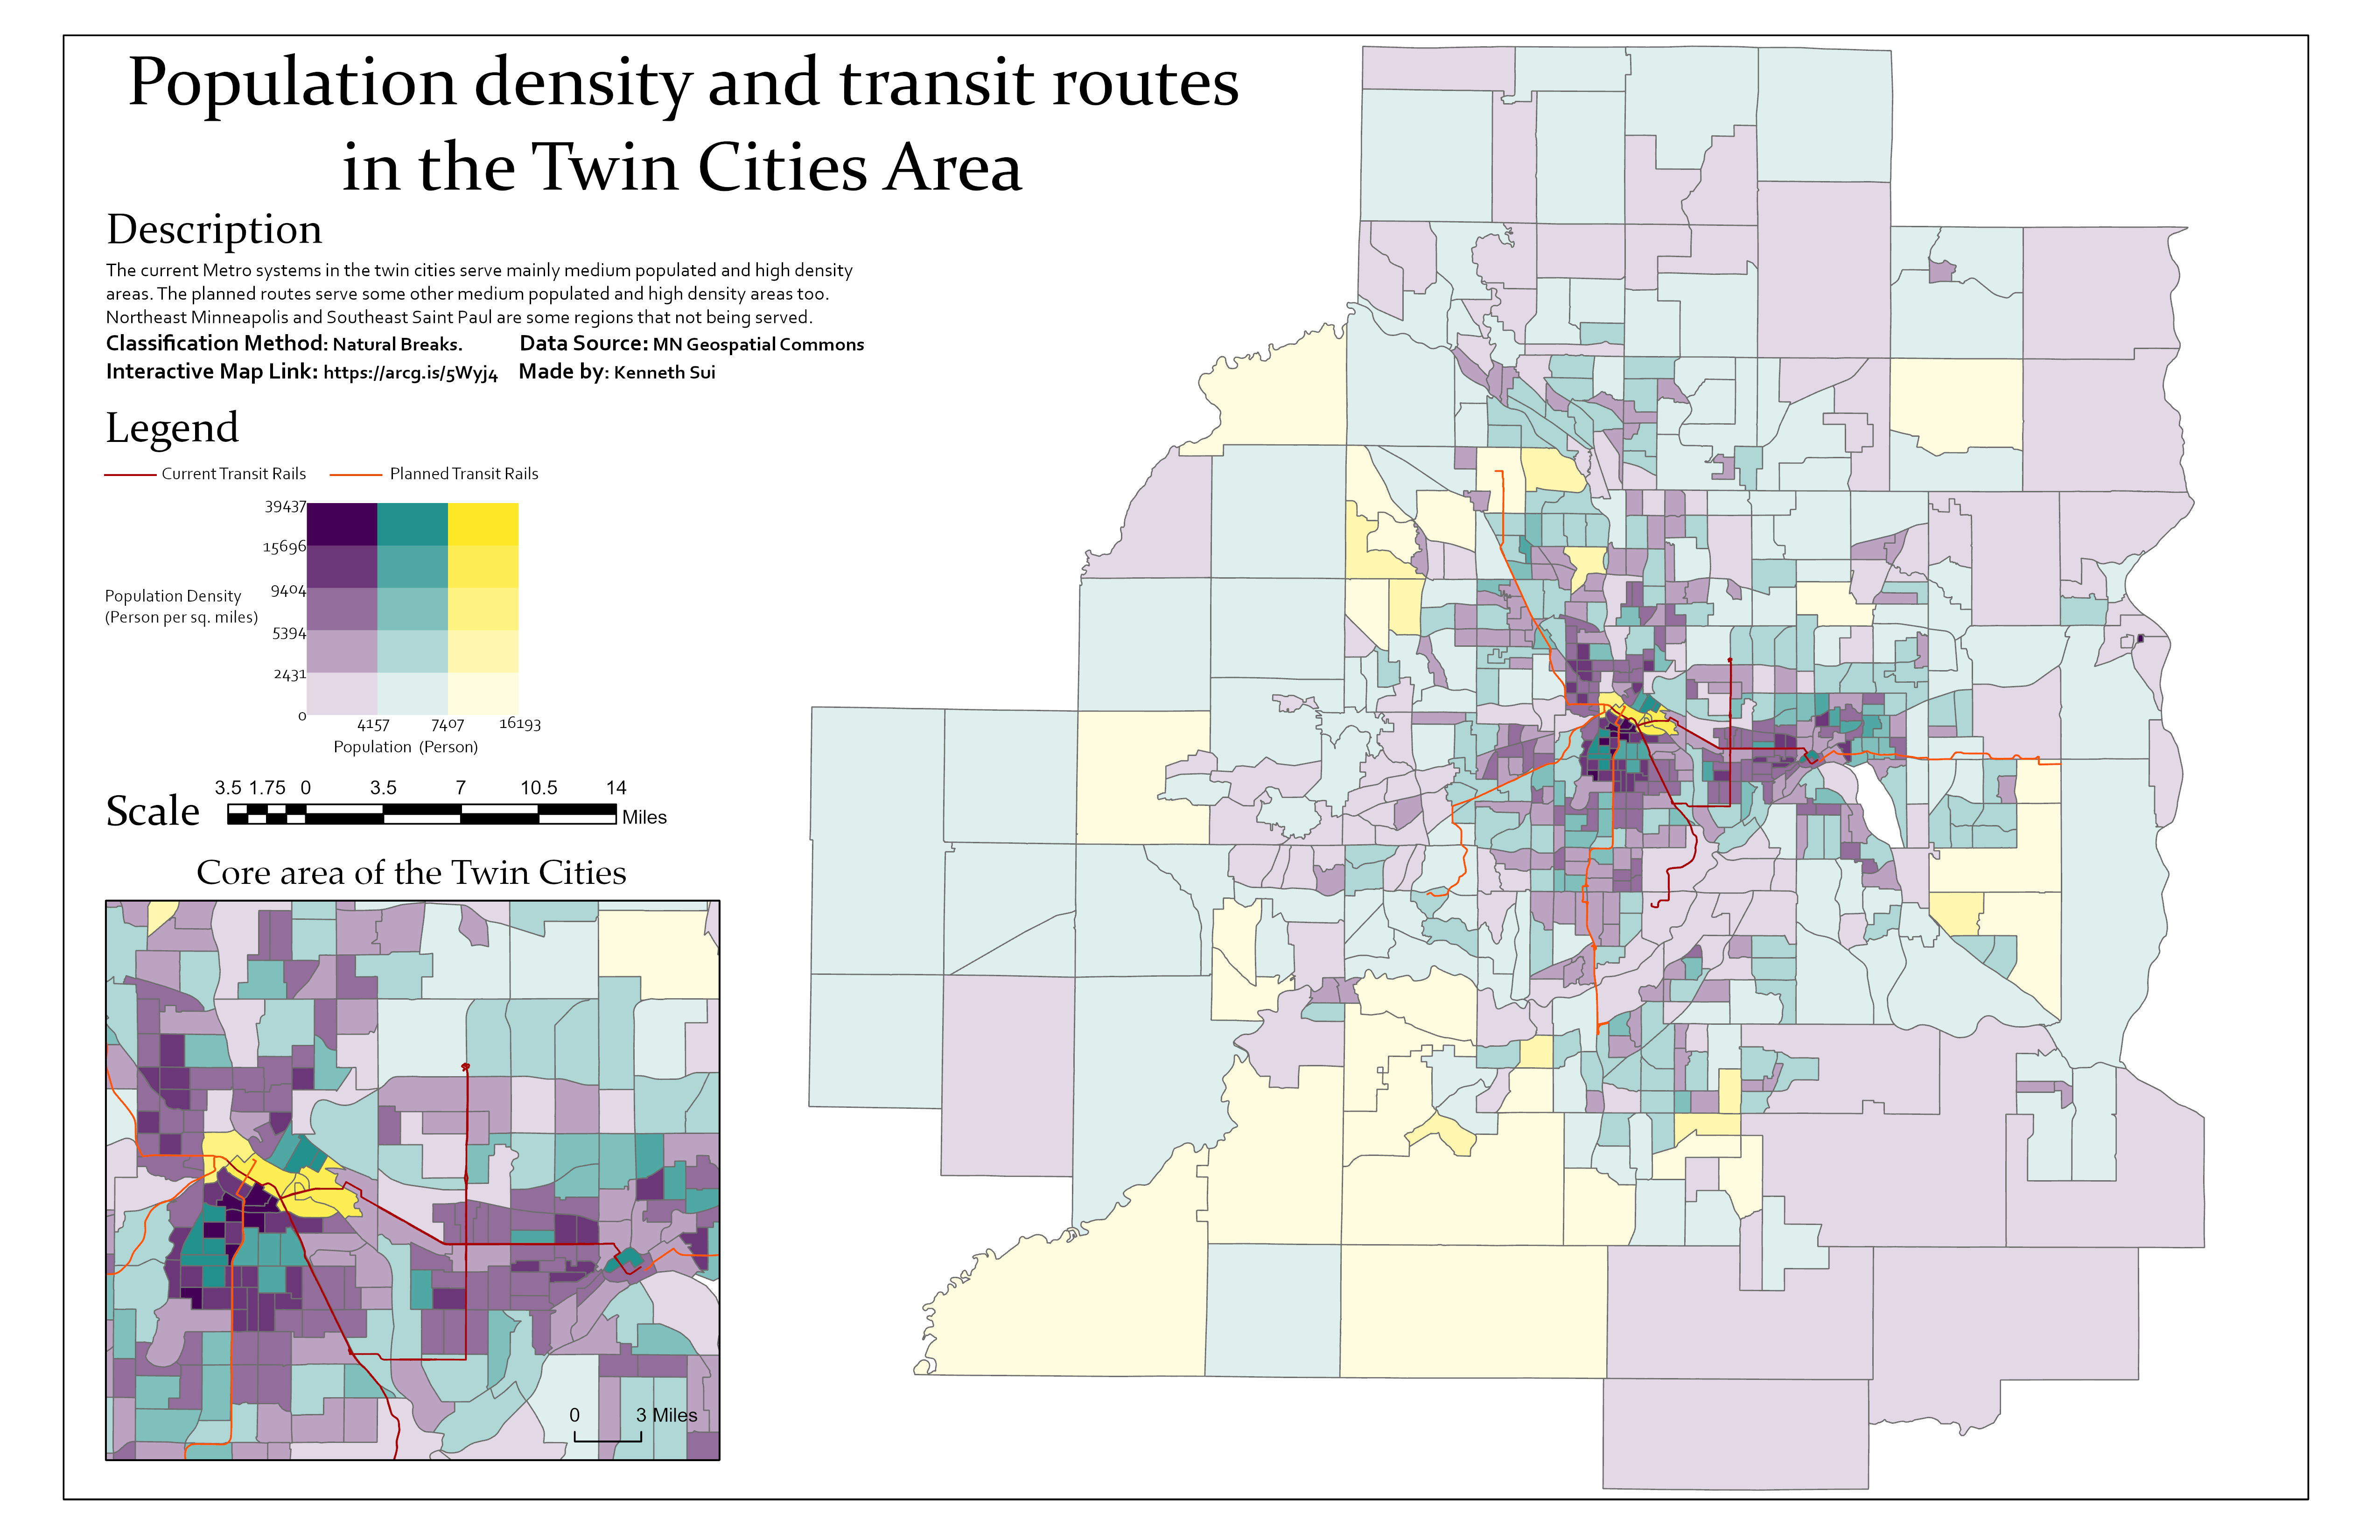 Population density and transit routes
in the Twin Cities Area
Description
The current Metro systems in the twin cities serve mainly medium populated and high density
areas. The planned routes serve some other medium populated and high density areas too.
Northeast Minneapolis and Southeast Saint Paul are some regions that not being served.
Classification Method: Natural Breaks. Data Source: MN Geospatial Commons
Interactive Map Link: https://arcg.is/5Wyj4 Made by: Kenneth Sui
Legend
Current Transit Rails Planned Transit Rails
39437
15696
9404
Population Density
(Person per sq. miles)
5394
2431
0
4157 7407 16193
Population (Person)
Scale
3.5 1.75 0 3.5 7 10.5 14
Miles
Core area of the Twin Cities
0 3 Miles